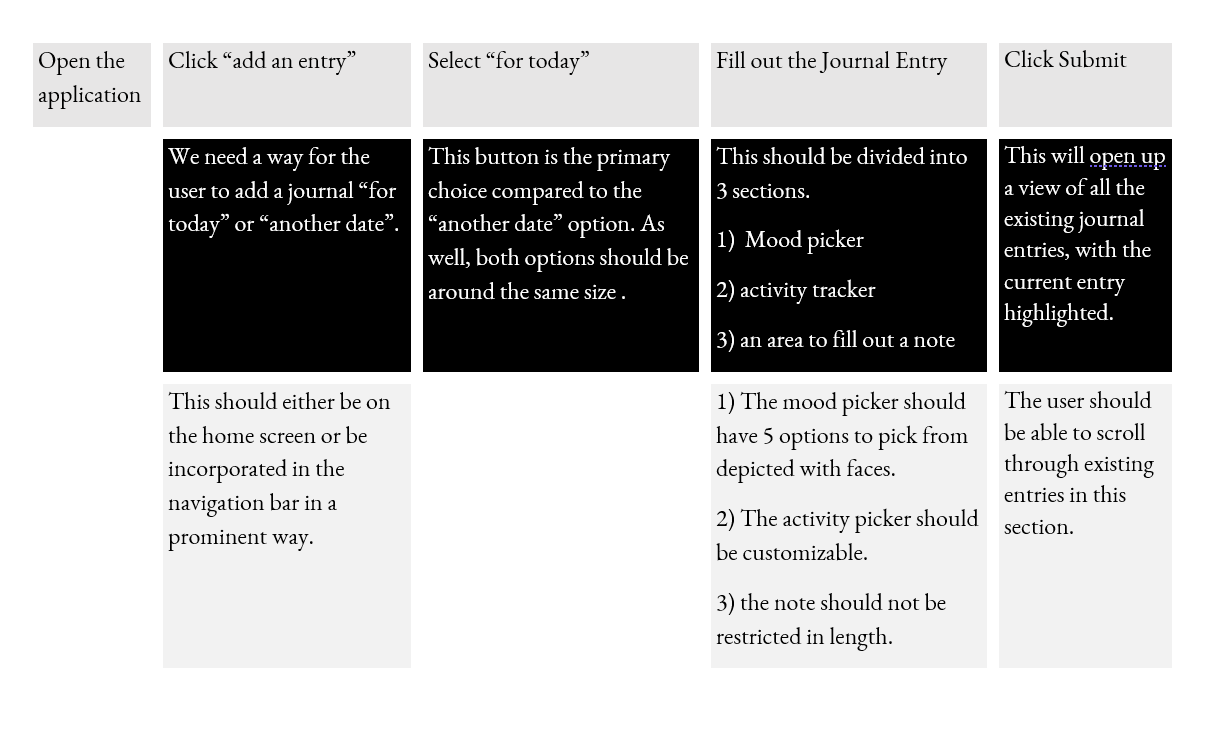 Open the
application
Click “add an entry”
Select “for today”
Fill out the Journal Entry
Click Submit
We need a way for the
user to add a journal “for
today” or “another date”.
This button is the primary
choice compared to the
“another date” option. As
well, both options should be
around the same size .
This should be divided into
3 sections.
1)  Mood picker
2) activity tracker
3) an area to fill out a note
This will open up
a view of all the
existing journal
entries, with the
current entry
highlighted.
This should either be on
the home screen or be
incorporated in the
navigation bar in a
prominent way.
1) The mood picker should
have 5 options to pick from
depicted with faces.
2) The activity picker should
be customizable.
3) the note should not be
restricted in length.
The user should
be able to scroll
through existing
entries in this
section.